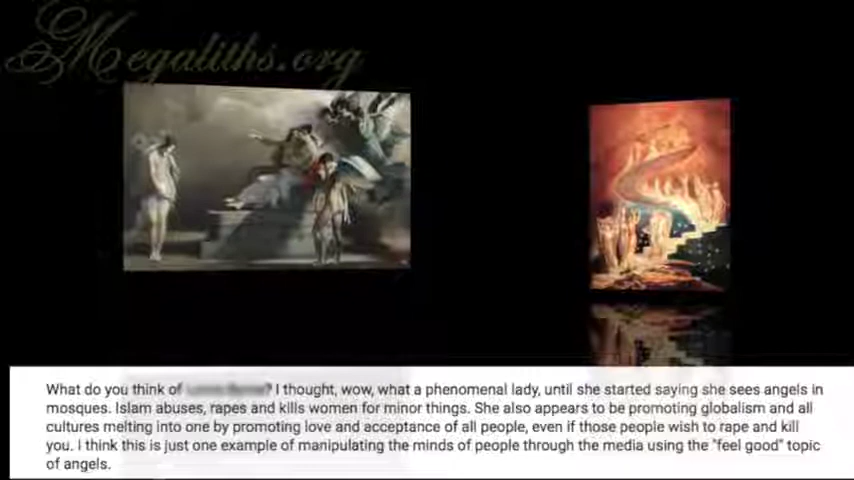 Megaliths.org
What do you think of ? I thought, wow, what a phenomenal lady, until she started saying she sees angels in
mosques. Islam abuses, rapes and kills women for minor things. She also appears to be promoting globalism and all
cultures melting into one by promoting love and acceptance of all people, even if those people wish to rape and kill
you. I think this is just one example of manipulating the minds of people through the media using the "feel good" topic
of angels.